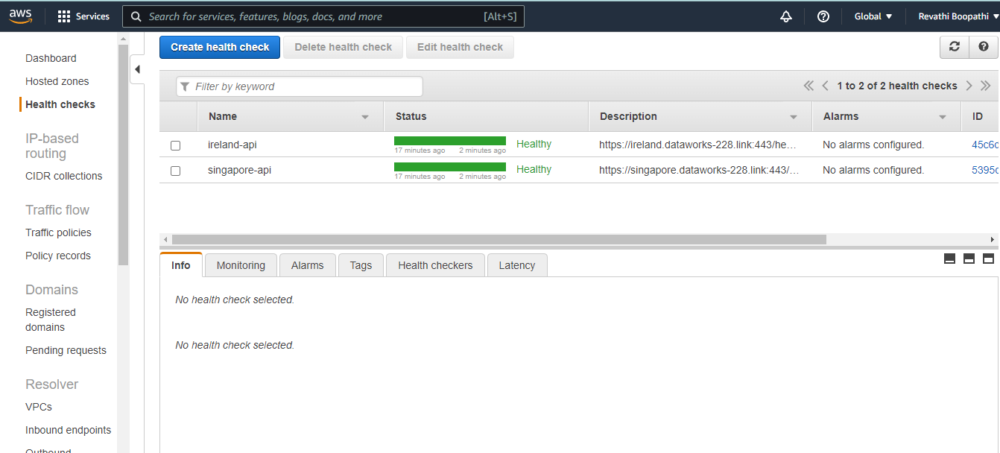 aws
Services
Search for services, features, blogs, docs, and more
[Alt+S]
Global
Revathi Boopathi
Dashboard
Hosted zones
Health checks
IP-based
routing
CIDR collections
Traffic flow
Traffic policies
Policy records
Domains
Registered
domains
Pending requests
Resolver
VPCs
Inbound endpoints
Outbound
Create health check
Delete health check
Edit health check
Filter by keyword
1 to 2 of 2 health checks
Name
Status
Description
Alarms
ID
ireland-api
17 minutes ago
2 minutes ago
Healthy
https://ireland.dataworks-228.link:443/he…
No alarms configured.
45c6c
singapore-api
17 minutes ago
2 minutes ago
Healthy
https://singapore.dataworks-228.link:443/…
No alarms configured.
5395c
Info
Monitoring
Alarms
Tags
Health checkers
Latency
No health check selected.
No health check selected.